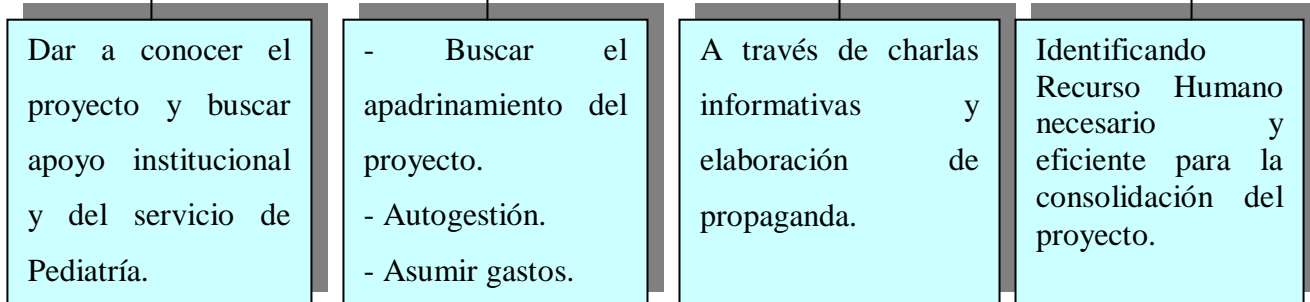 Dar a conocer el
proyecto y buscar
apoyo institucional
y del servicio de
Pediatría.
- Buscar el
apadrinamiento del
proyecto.
- Autogestión.
- Asumir gastos.
A través de charlas
informativas y
elaboración de
propaganda.
Identificando
Recurso Humano
necesario y
eficiente para la
consolidación del
proyecto.